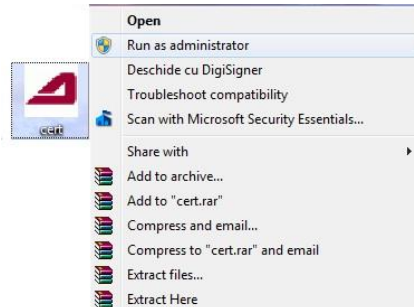 Open
Run as administrator
Deschide cu DigiSigner
Troubleshoot compatibility
Scan with Microsoft Security Essentials...
cert
Share with
Add to archive...
Add to "cert.rar"
Compress and email...
Compress to "cert.rar" and email
Extract files...
Extract Here